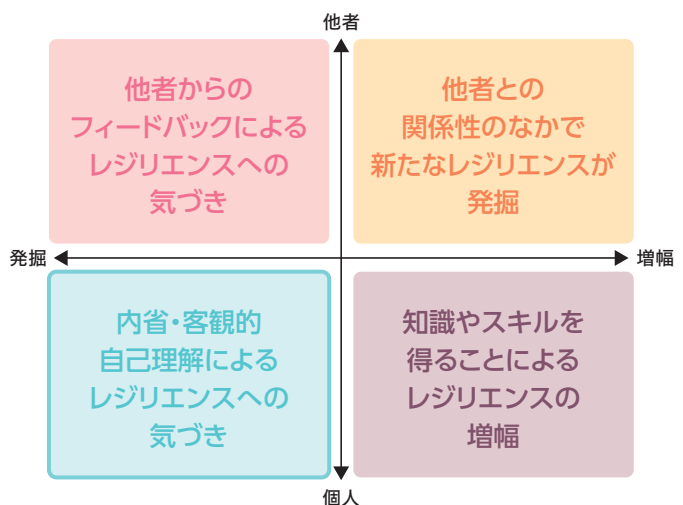 他者
他者からの
フィードバックによる
レジリエンスへの
気づき
他者との
関係性のなかで
新たなレジリエンスが
発掘
発掘
増幅
内省・客観的
自己理解による
レジリエンスへの
気づき
知識やスキルを
得ることによる
レジリエンスの
増幅
個人